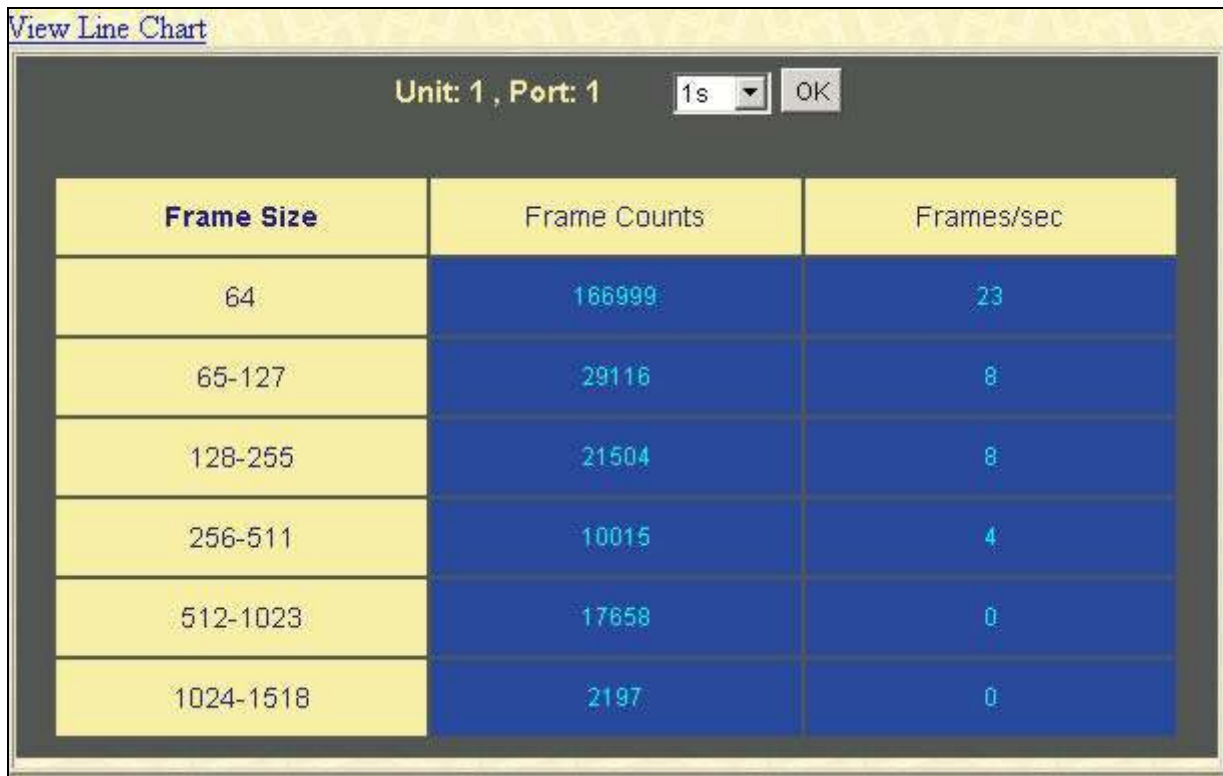 View Line Chart
Unit: 1 , Port: 1 1s OK
Frame Size Frame Counts Frames/sec
64 166999 23
65-127 29116 8
128-255 21504 8
256-511 10015 4
512-1023 17658 0
1024-1518 2197 0